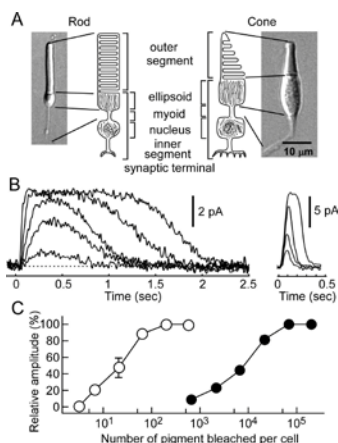 A
Rod
Cone
outer
segment
ellipsoid
myoid
nucleus
inner
segment
synaptic terminal
10 μm
B
2 pA
5 pA
0 0.5 1 1.5 2 2.5
Time (sec)
0 0.4
Time (sec)
C
Relative amplitude (%)
100
80
60
40
20
0
10¹ 10² 10³ 10⁴ 10⁵
Number of pigment bleached per cell